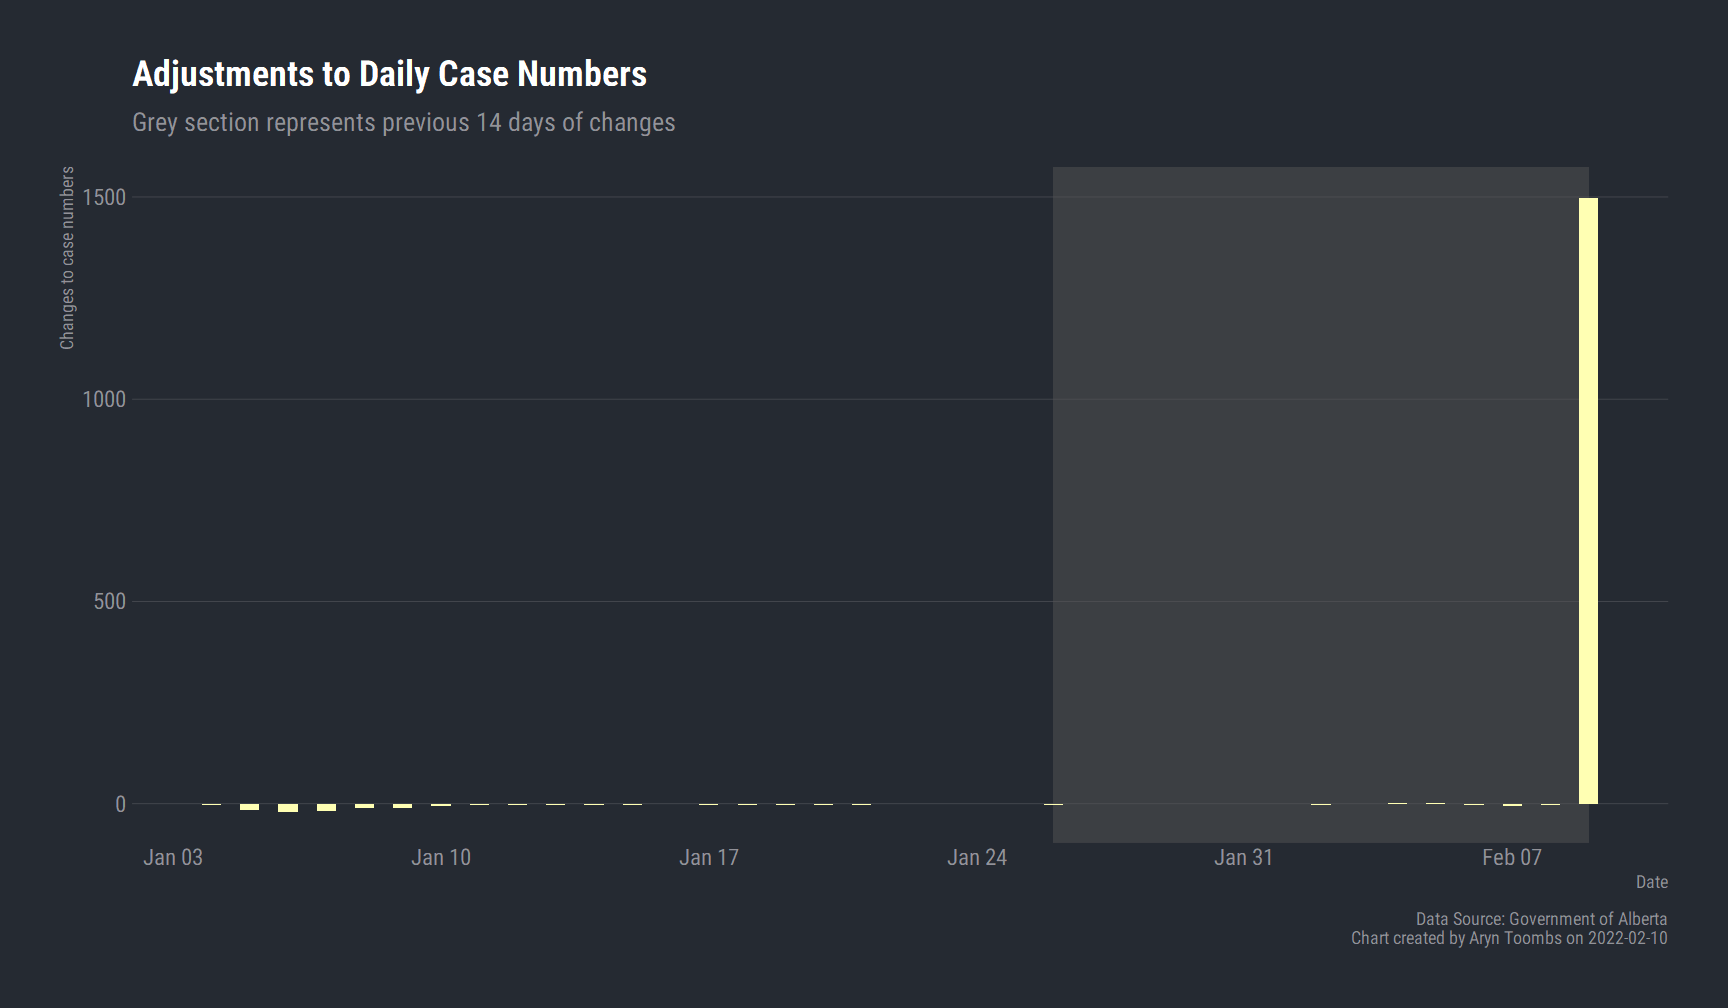 Adjustments to Daily Case Numbers
Grey section represents previous 14 days of changes
Changes to case numbers
1500
1000
500
0
Jan 03 Jan 10 Jan 17 Jan 24 Jan 31 Feb 07
Date
Data Source: Government of Alberta
Chart created by Aryn Toombs on 2022-02-10